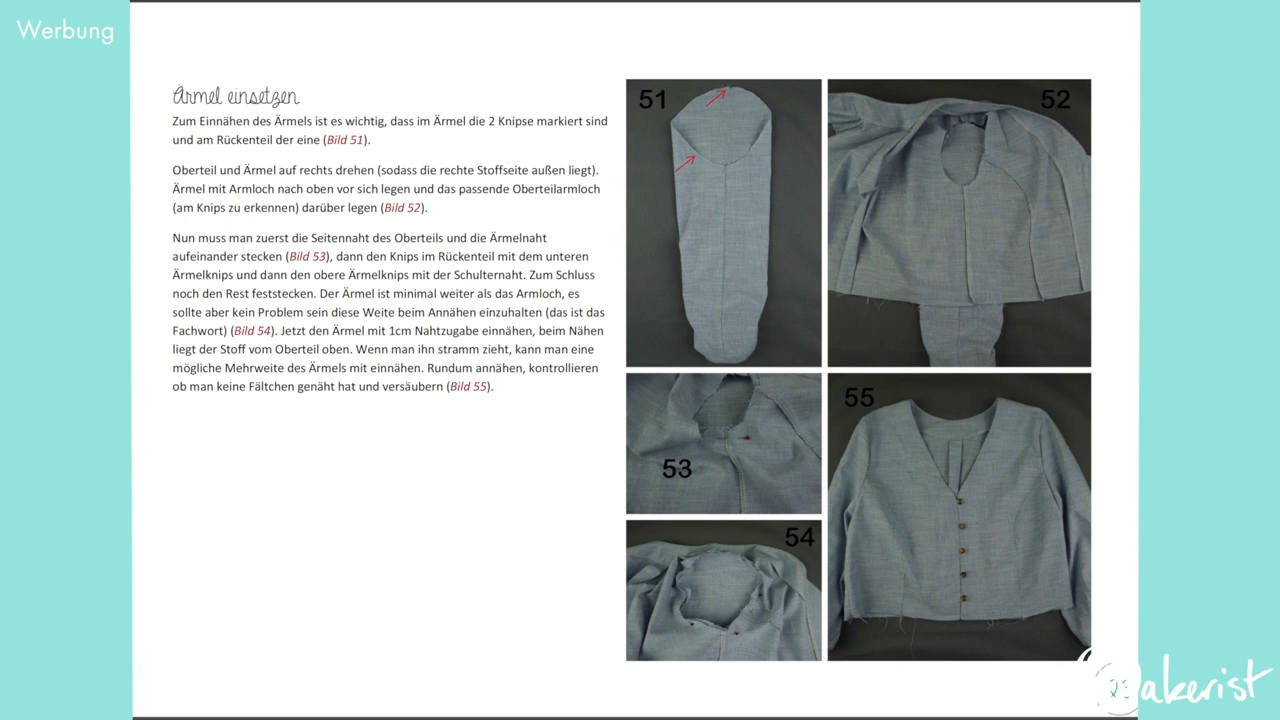 Werbung
Ärmel einsetzen
Zum Einnähen des Ärmels ist es wichtig, dass im Ärmel die 2 Knipse markiert sind
und am Rückenteil der eine (Bild 51).
Oberteil und Ärmel auf rechts drehen (sodass die rechte Stoffseite außen liegt).
Ärmel mit Armloch nach oben vor sich legen und das passende Oberteilarmloch
(am Knips zu erkennen) darüber legen (Bild 52).
Nun muss man zuerst die Seitennaht des Oberteils und die Ärmelnaht
aufeinander stecken (Bild 53), dann den Knips im Rückenteil mit dem unteren
Ärmelknips und dann den obere Ärmelknips mit der Schulternaht. Zum Schluss
noch den Rest feststecken. Der Ärmel ist minimal weiter als das Armloch, es
sollte aber kein Problem sein diese Weite beim Annähen einzuhalten (das ist das
Fachwort) (Bild 54). Jetzt den Ärmel mit 1cm Nahtzugabe einnähen, beim Nähen
liegt der Stoff vom Oberteil oben. Wenn man ihn stramm zieht, kann man eine
mögliche Mehrweite des Ärmels mit einnähen. Rundum annähen, kontrollieren
ob man keine Fältchen genäht hat und versäubern (Bild 55).
51
52
53
54
55
Makerist